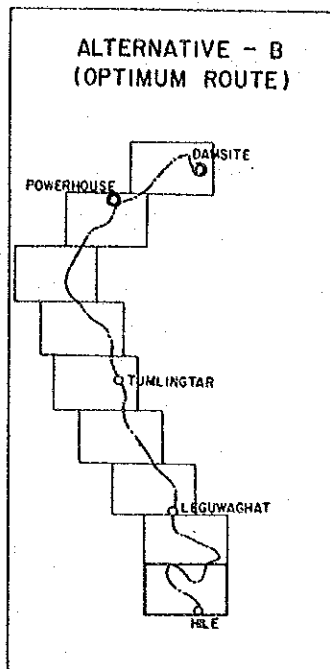 ALTERNATIVE - B
(OPTIMUM ROUTE)
DAMSITE
POWERHOUSE
TUMLINGTAR
LEGUWAGHAT
HILE